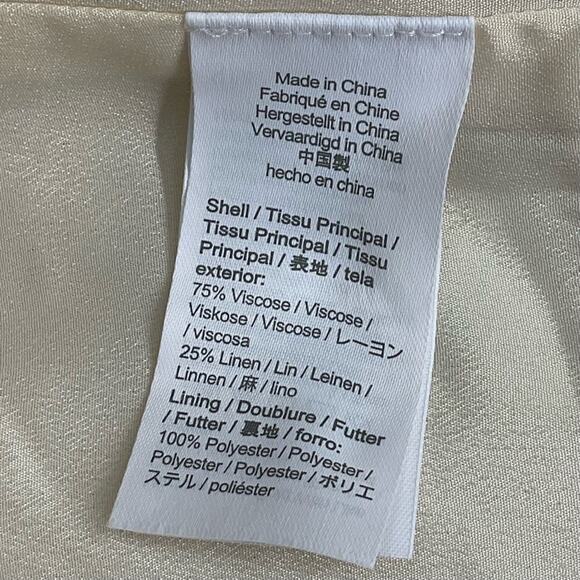 Made in China
Fabriqué en Chine
Hergestellt in China
Vervaardigd in China
中国製
hecho en china
Shell / Tissu Principal /
Tissu Principal / Tissu
Principal / 表地 / tela
exterior:
75% Viscose / Viscose /
Viskose / Viscose / レーヨン
/ viscosa
25% Linen / Lin / Leinen /
Linnen / 麻 / lino
Lining / Doublure / Futter
/ Futter / 裏地 / forro:
100% Polyester / Polyester /
Polyester / Polyester / ポリエ
ステル / poliéster